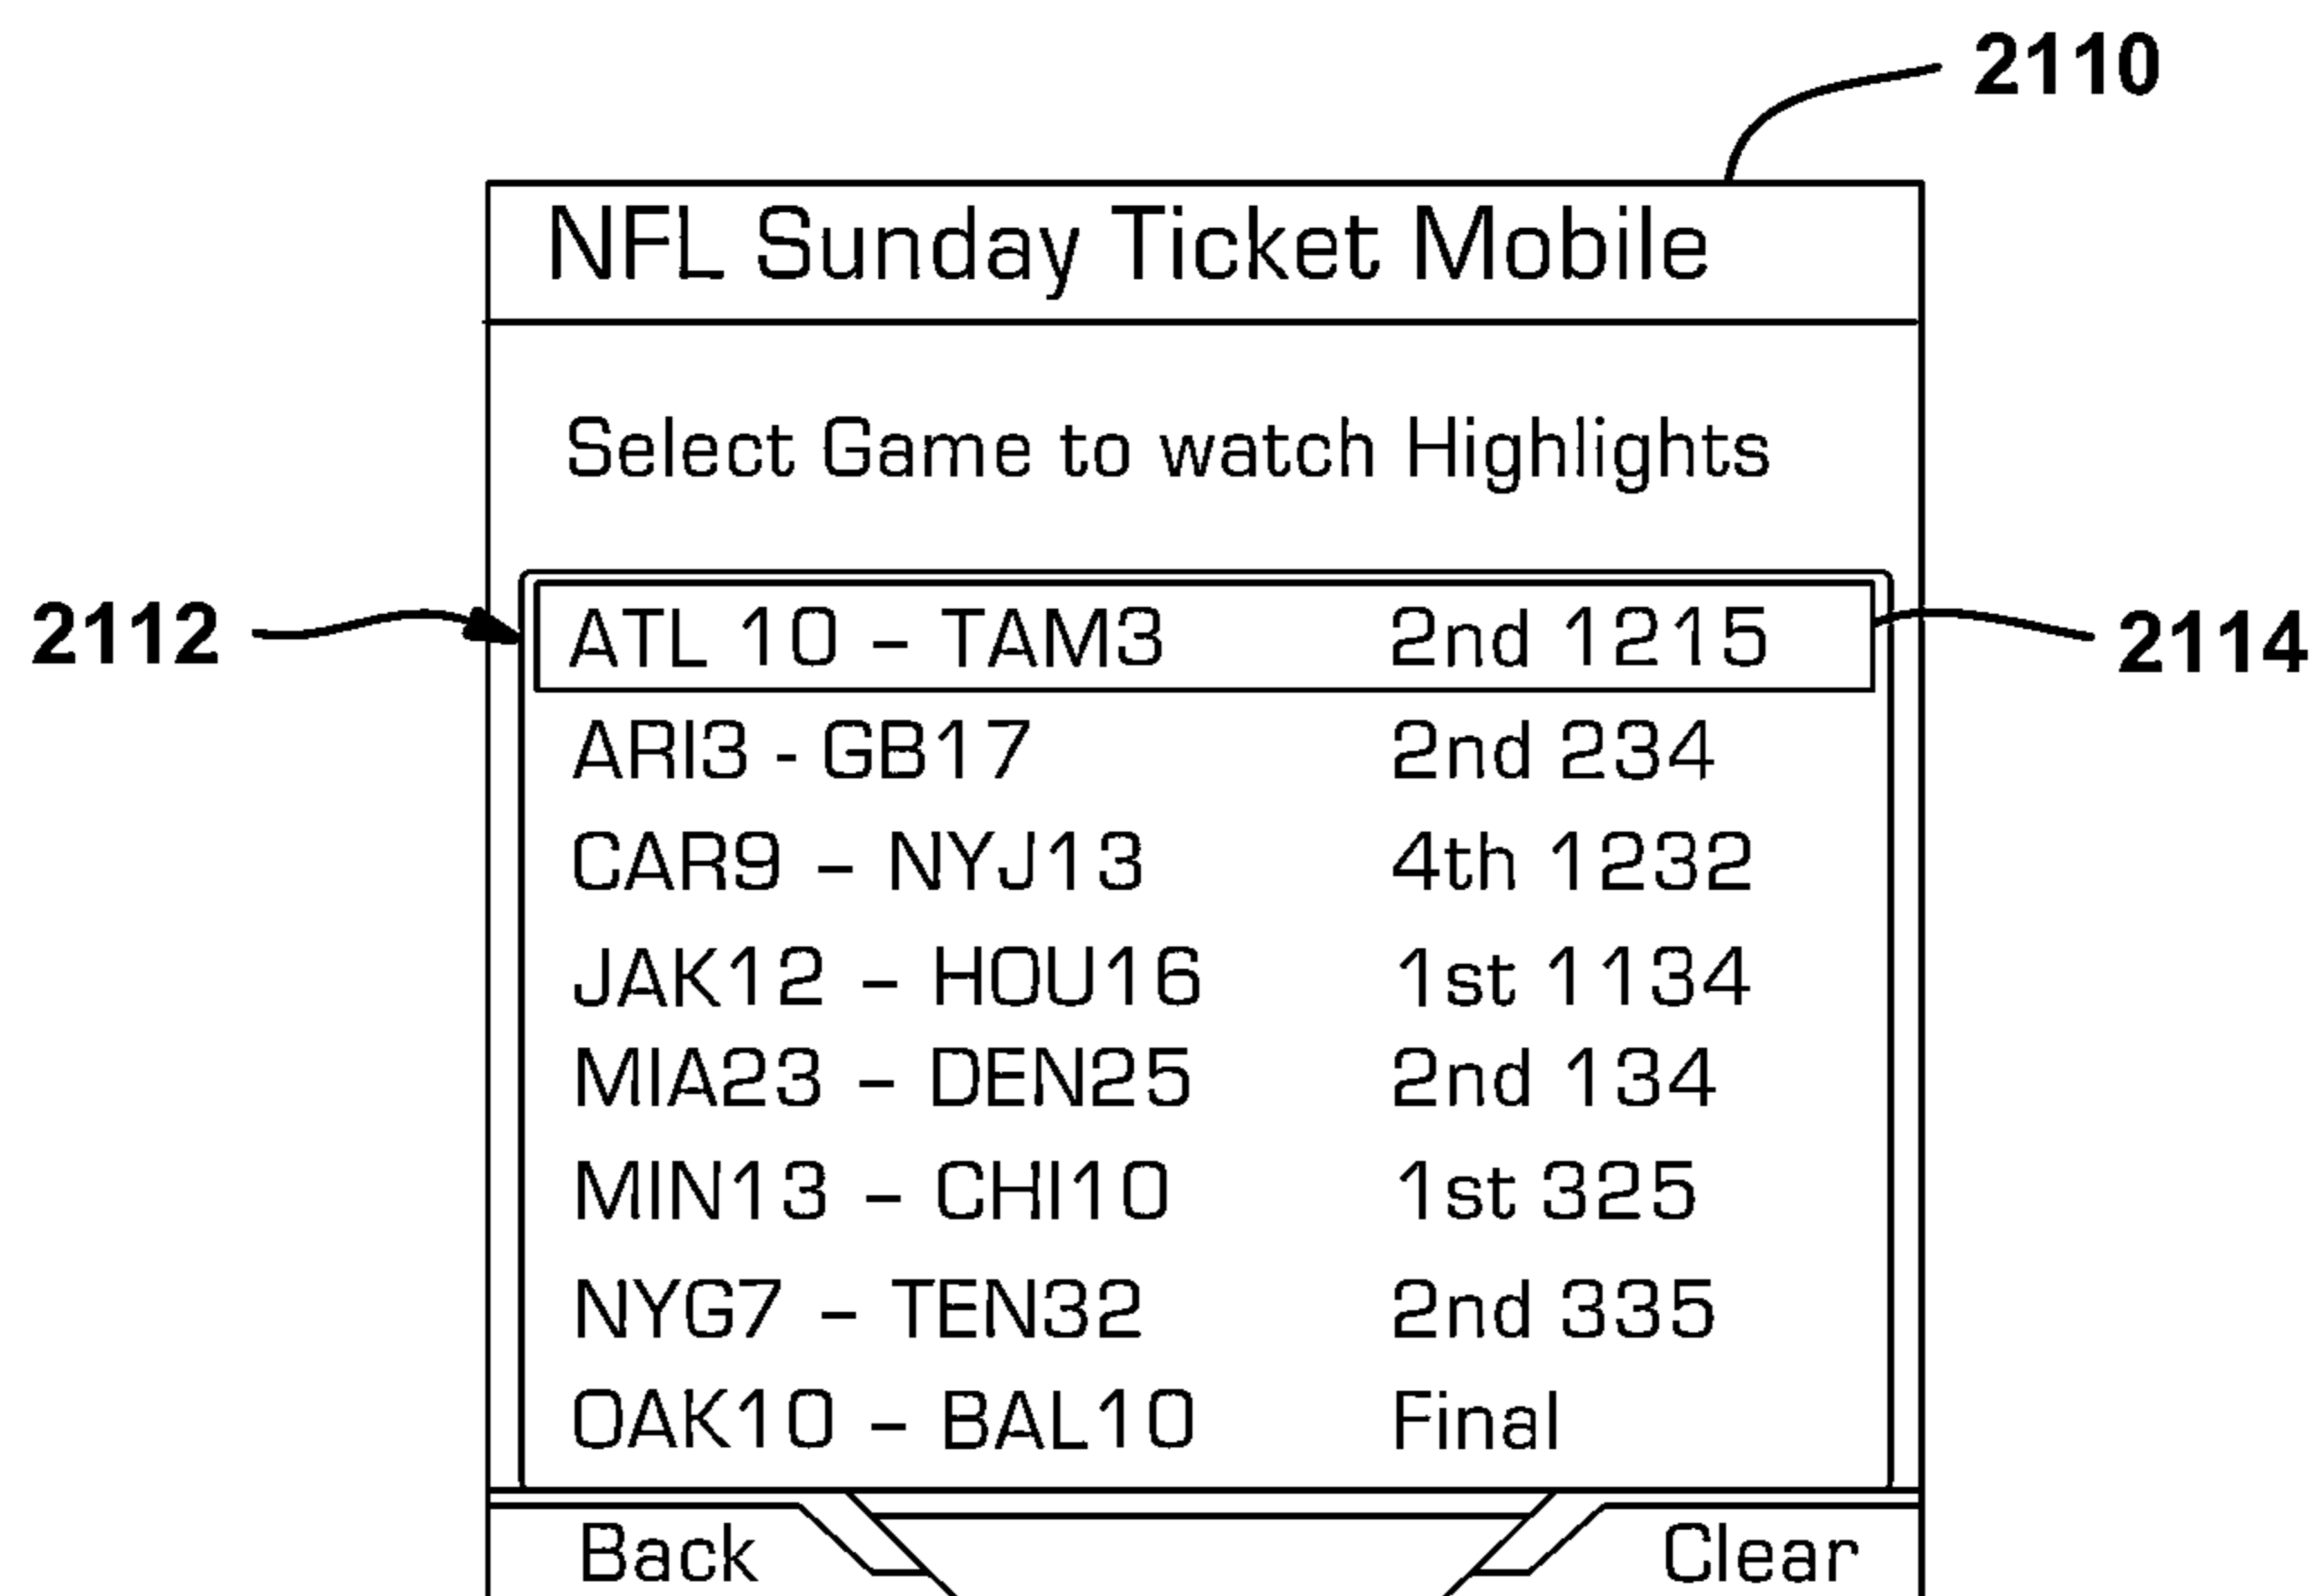 2110
NFL Sunday Ticket Mobile
Select Game to watch Highlights
2112
ATL 10 – TAM3 2nd 1215
2114
ARI3 - GB17 2nd 234
CAR9 – NYJ13 4th 1232
JAK12 – HOU16 1st 1134
MIA23 – DEN25 2nd 134
MIN13 – CHI10 1st 325
NYG7 – TEN32 2nd 335
OAK10 – BAL10 Final
Back Clear